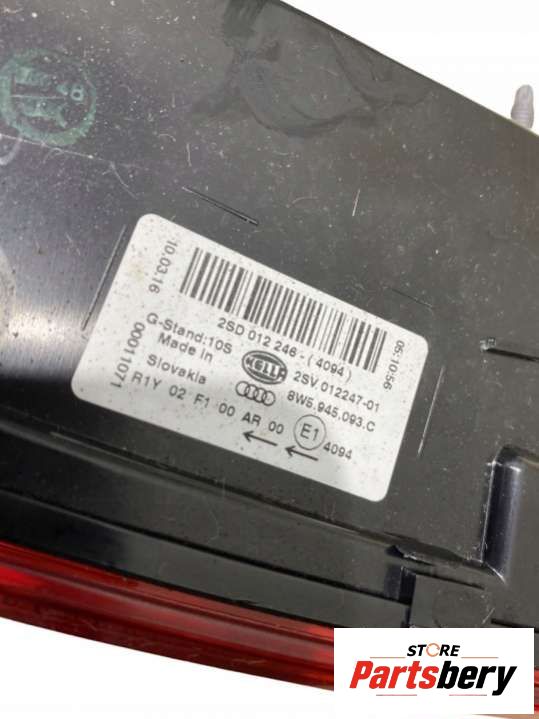 10.03.16
05:10:56
2SD 012 246-(4094)
G-Stand:10S
2SV 012247-01
Made in
HELLA
8W5.945.093.C
Slovakia
00011071
R1Y 02 F1 00 AR 00
E1
4094
STORE
Partsbery